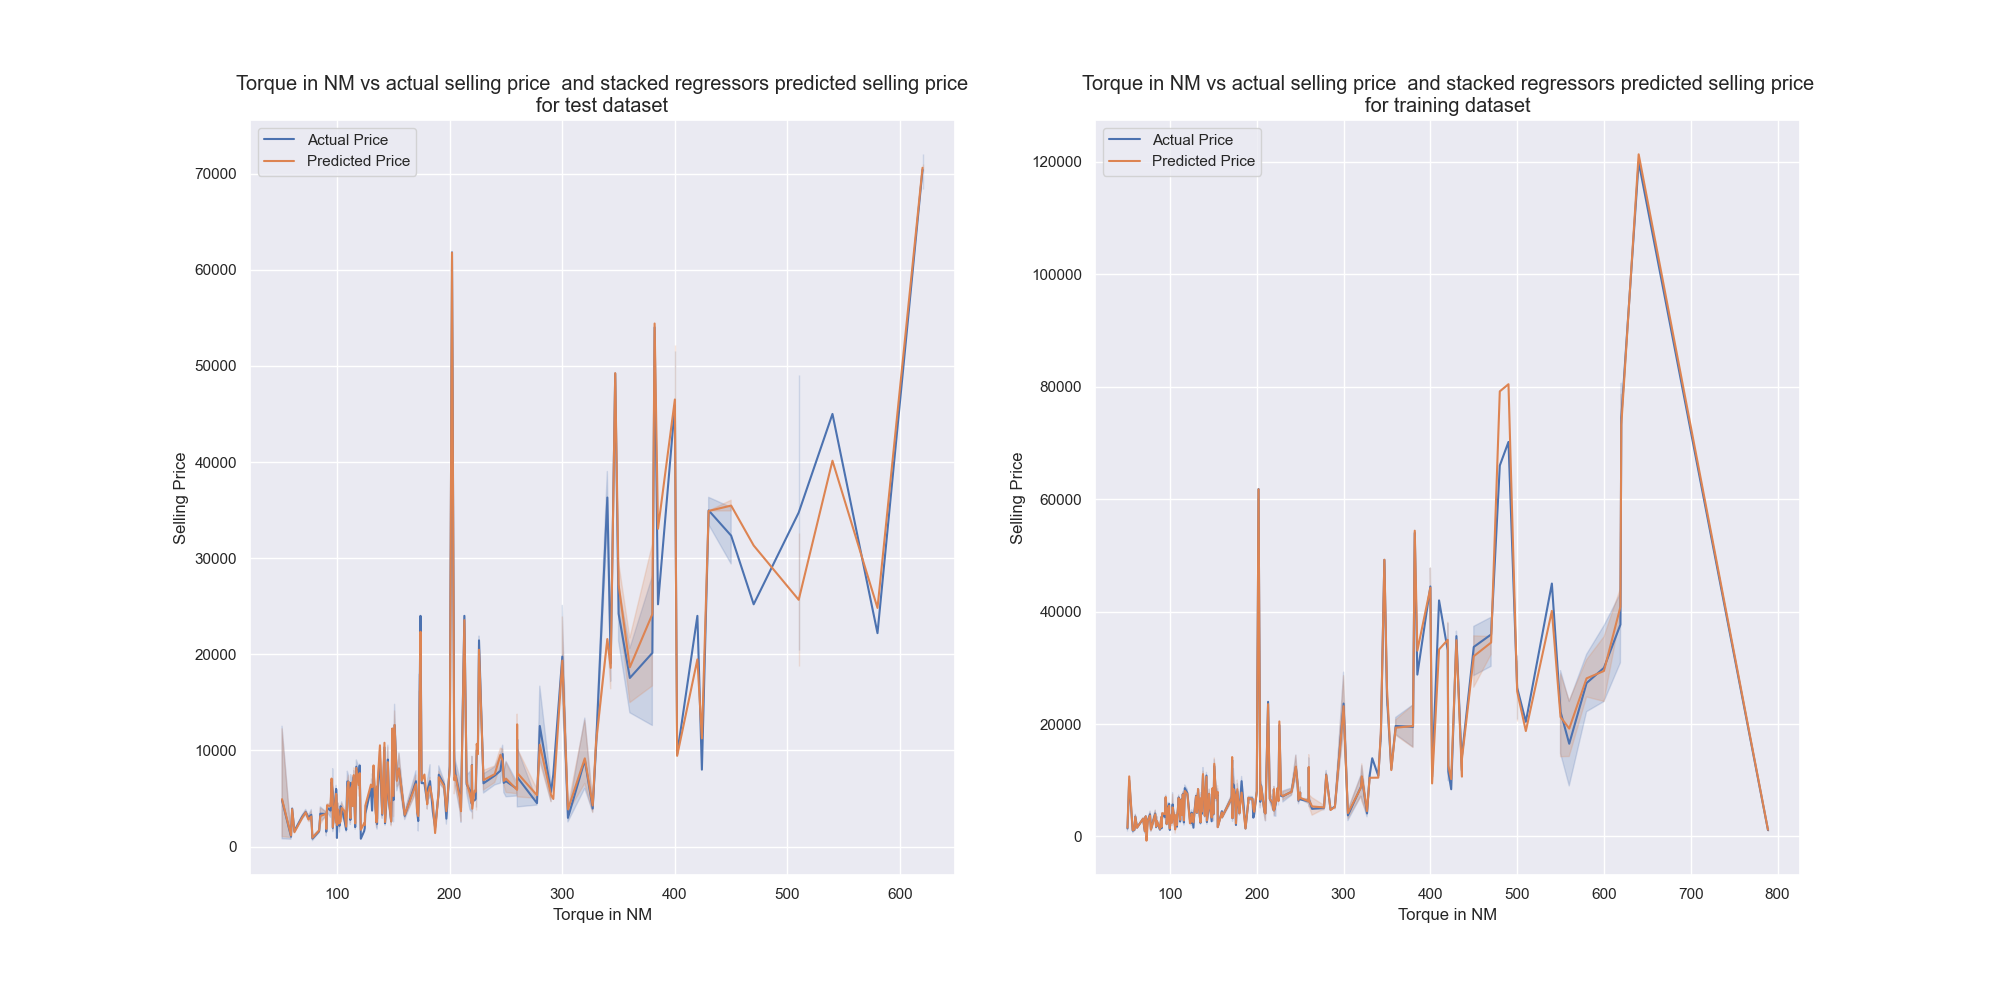 Torque in NM vs actual selling price  and stacked regressors predicted selling price
for test dataset
Actual Price
Predicted Price
70000
60000
50000
40000
30000
20000
10000
0
Selling Price
100 200 300 400 500 600
Torque in NM
Torque in NM vs actual selling price  and stacked regressors predicted selling price
for training dataset
Actual Price
Predicted Price
120000
100000
80000
60000
40000
20000
0
Selling Price
100 200 300 400 500 600 700 800
Torque in NM